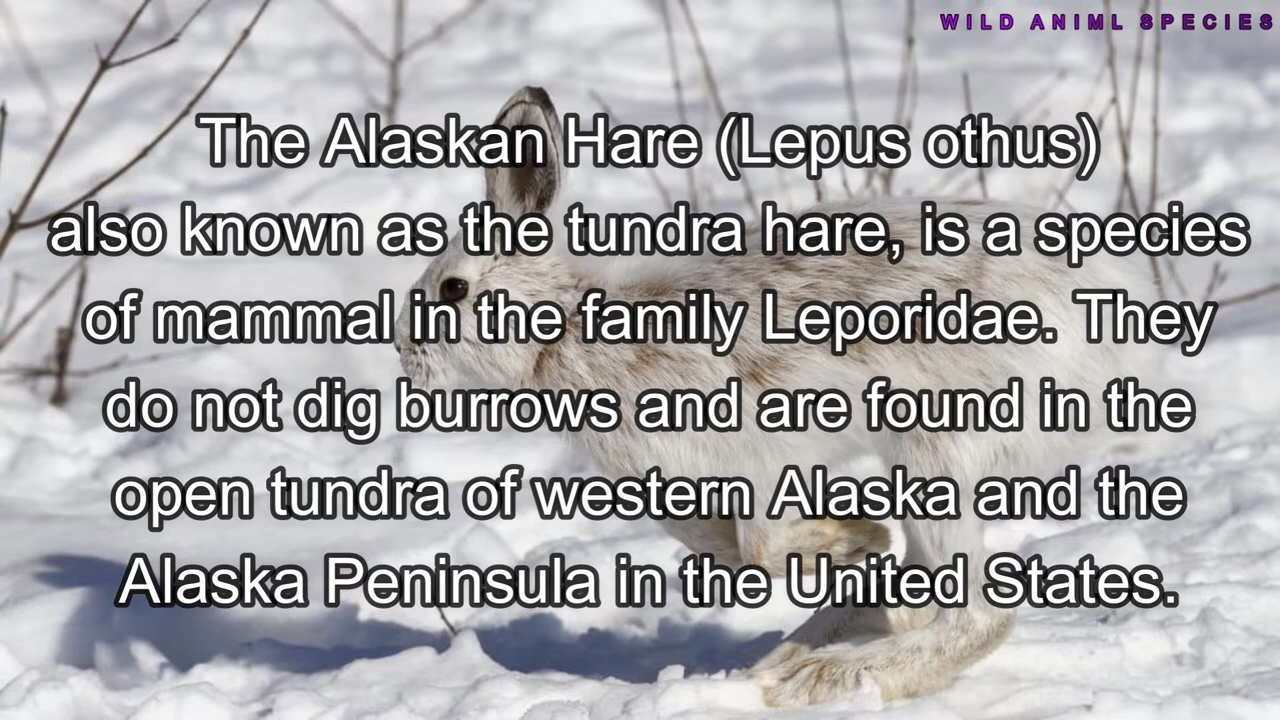 WILD ANIML SPECIES
The Alaskan Hare (Lepus othus)
also known as the tundra hare, is a species
of mammal in the family Leporidae. They
do not dig burrows and are found in the
open tundra of western Alaska and the
Alaska Peninsula in the United States.